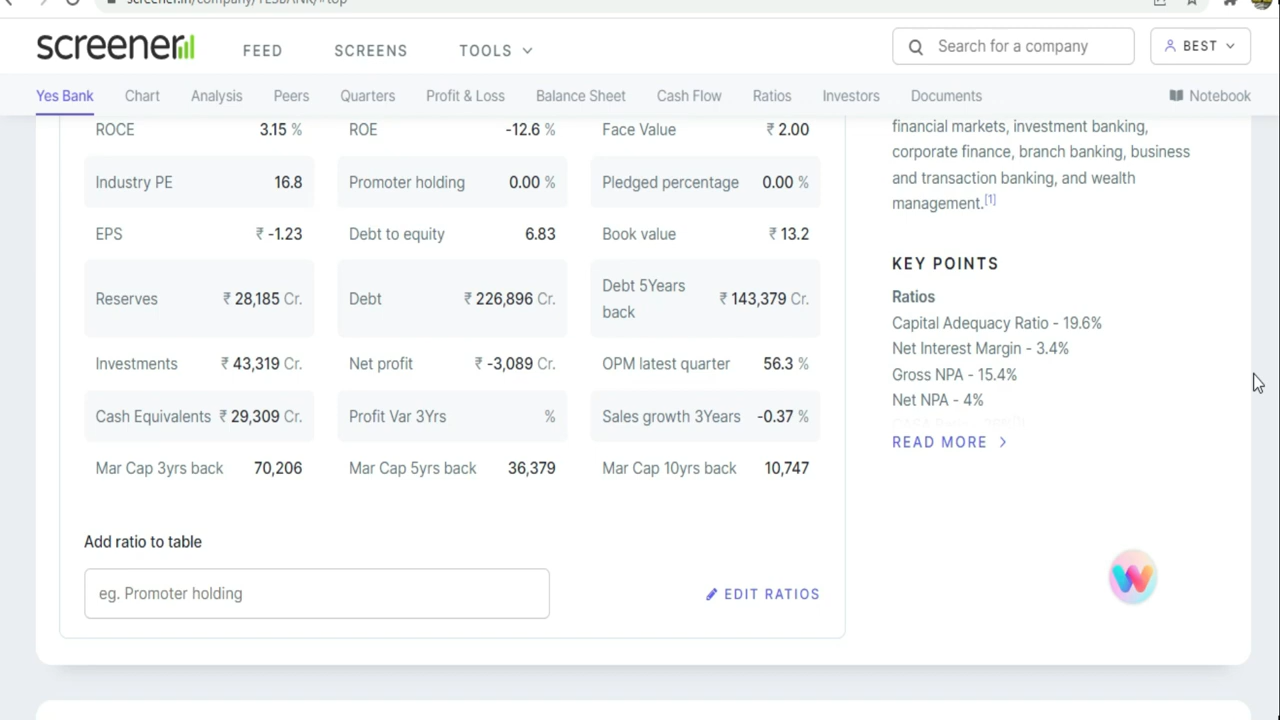 screener.in/company/YESBANK/#top
screener
FEED SCREENS TOOLS
Search for a company
BEST
Yes Bank Chart Analysis Peers Quarters Profit & Loss Balance Sheet Cash Flow Ratios Investors Documents Notebook
ROCE 3.15 % ROE -12.6 % Face Value ₹ 2.00
Industry PE 16.8 Promoter holding 0.00 % Pledged percentage 0.00 %
EPS ₹ -1.23 Debt to equity 6.83 Book value ₹ 13.2
Reserves ₹ 28,185 Cr. Debt ₹ 226,896 Cr. Debt 5Years back ₹ 143,379 Cr.
Investments ₹ 43,319 Cr. Net profit ₹ -3,089 Cr. OPM latest quarter 56.3 %
Cash Equivalents ₹ 29,309 Cr. Profit Var 3Yrs % Sales growth 3Years -0.37 %
Mar Cap 3yrs back 70,206 Mar Cap 5yrs back 36,379 Mar Cap 10yrs back 10,747
Add ratio to table
eg. Promoter holding
EDIT RATIOS
financial markets, investment banking,
corporate finance, branch banking, business
and transaction banking, and wealth
management.[1]
KEY POINTS
Ratios
Capital Adequacy Ratio - 19.6%
Net Interest Margin - 3.4%
Gross NPA - 15.4%
Net NPA - 4%
READ MORE